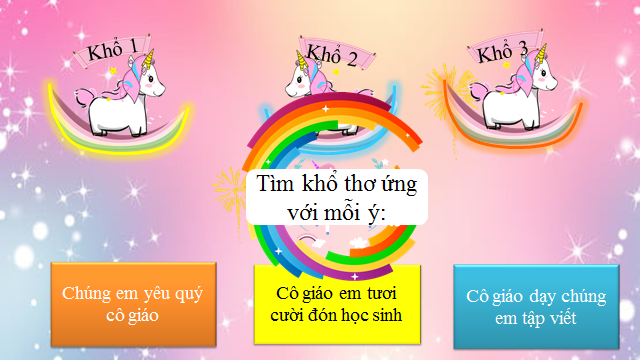 Khổ 1
Khổ 2
Khổ 3
Tìm khổ thơ ứng
với mỗi ý:
Chúng em yêu quý
cô giáo
Cô giáo em tươi
cười đón học sinh
Cô giáo dạy chúng
em tập viết